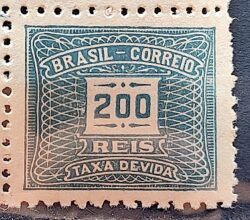 BRASIL-CORREIO
200
REIS
TAXA DEVIDA